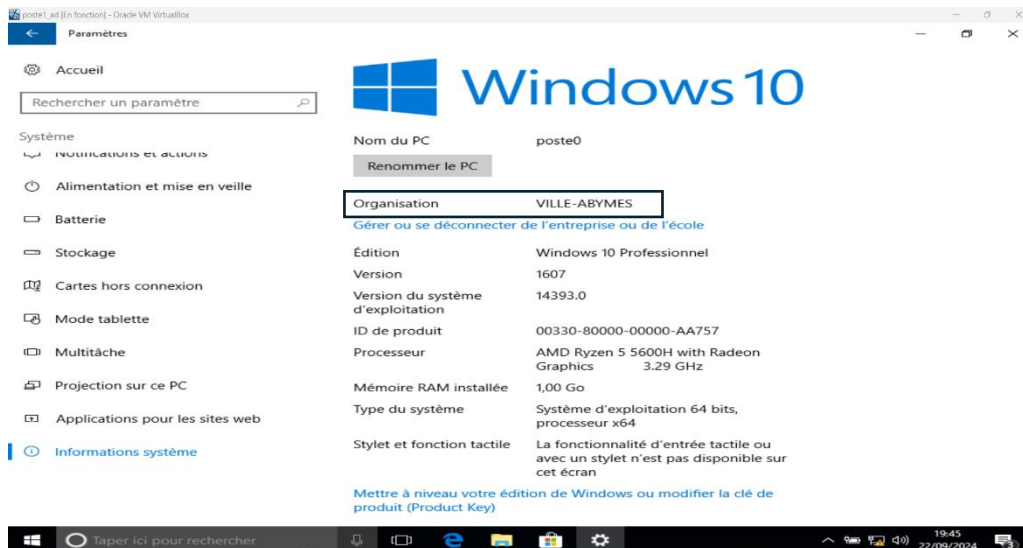 poste1_ad [En fonction] - Oracle VM VirtualBox
Paramètres
Accueil
Rechercher un paramètre
Système
Notifications et actions
Alimentation et mise en veille
Batterie
Stockage
Cartes hors connexion
Mode tablette
Multitâche
Projection sur ce PC
Applications pour les sites web
Informations système
Windows 10
Nom du PC poste0
Renommer le PC
Organisation VILLE-ABYMES
Gérer ou se déconnecter de l'entreprise ou de l'école
Édition Windows 10 Professionnel
Version 1607
Version du système 14393.0
d'exploitation
ID de produit 00330-80000-00000-AA757
Processeur AMD Ryzen 5 5600H with Radeon
Graphics 3.29 GHz
Mémoire RAM installée 1,00 Go
Type du système Système d'exploitation 64 bits,
processeur x64
Stylet et fonction tactile La fonctionnalité d'entrée tactile ou
avec un stylet n'est pas disponible sur
cet écran
Mettre à niveau votre édition de Windows ou modifier la clé de
produit (Product Key)
Taper ici pour rechercher
19:45
22/09/2024
3